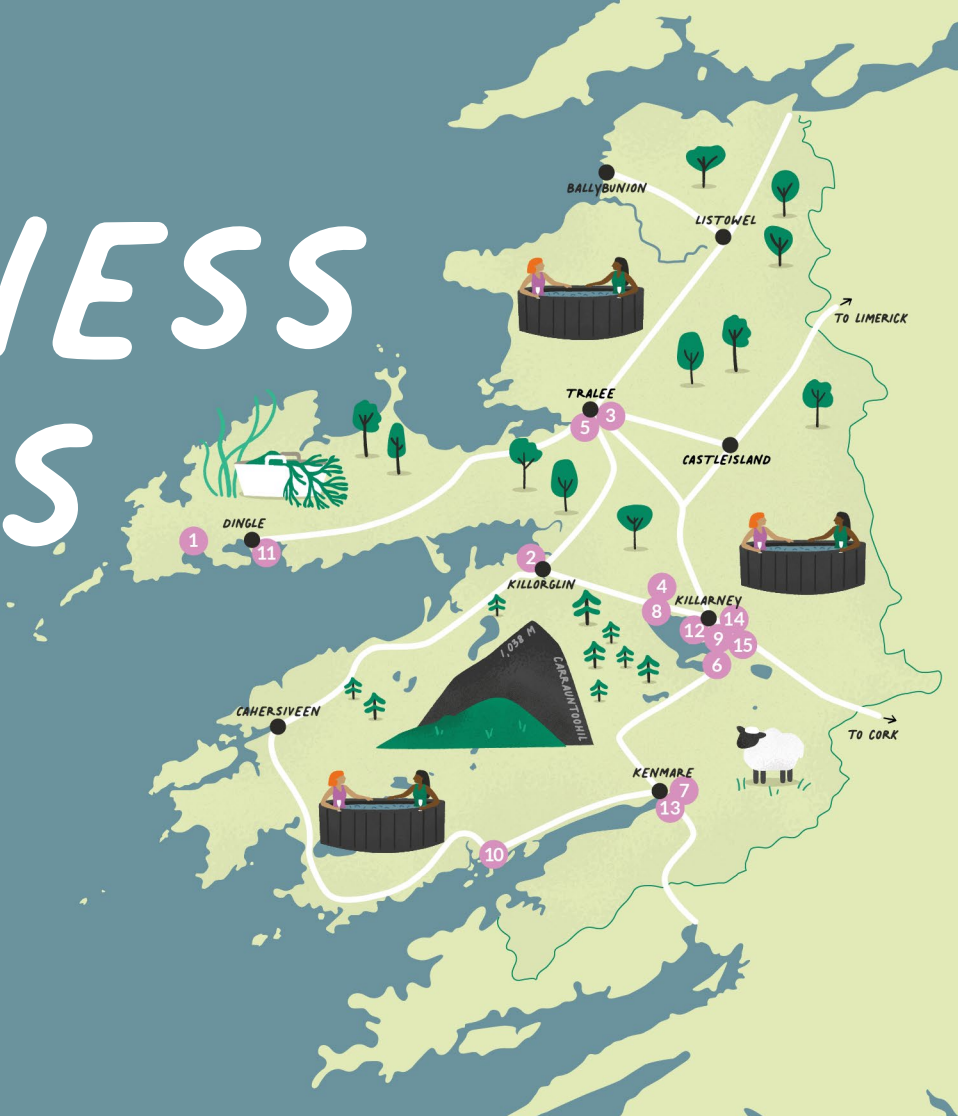 NESS
S
BALLYBUNION
LISTOWEL
TO LIMERICK
TRALEE
3
5
CASTLEISLAND
DINGLE
1
11
2
KILLORGLIN
4
8
KILLARNEY
14
12
9
15
6
1,038 M
CARRAUNTOOHIL
CAHERSIVEEN
TO CORK
KENMARE
7
13
10